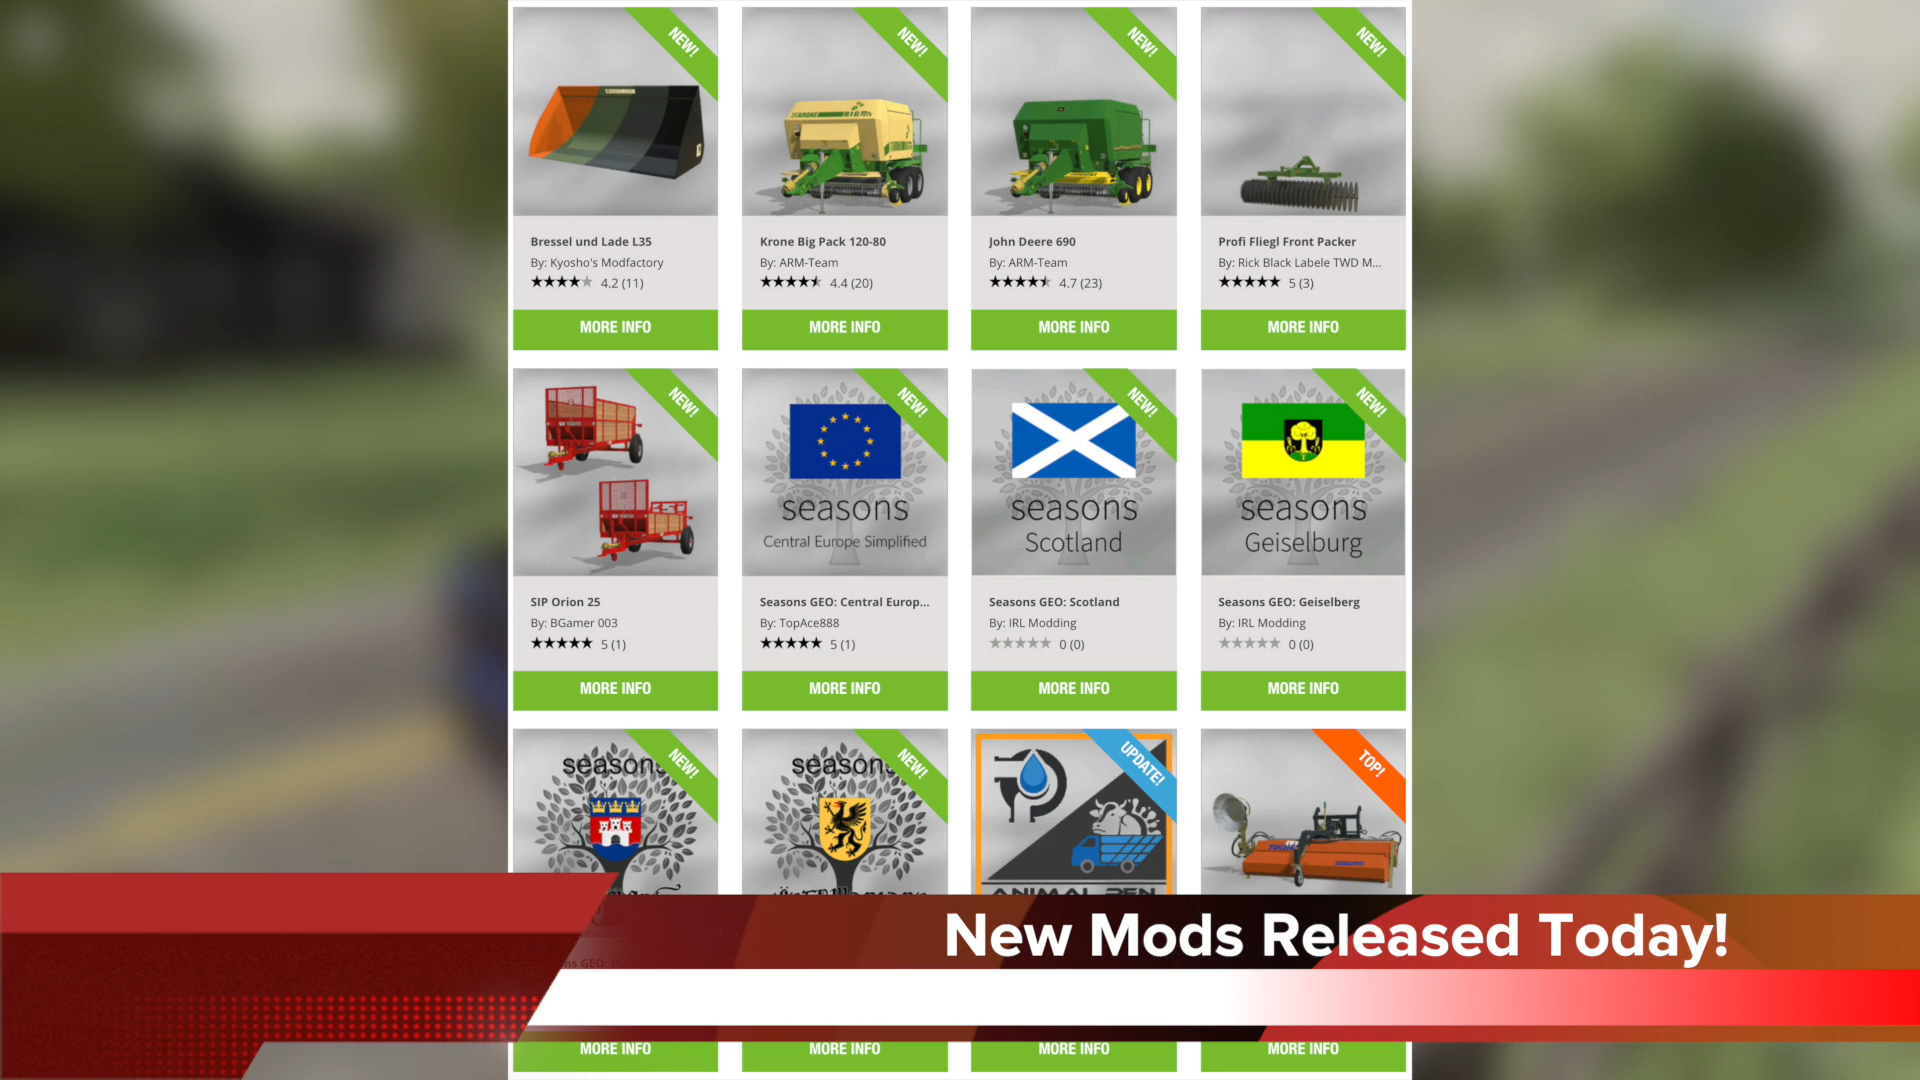 NEW!
NEW!
NEW!
NEW!
Bressel und Lade L35
By: Kyosho's Modfactory
4.2 (11)
MORE INFO
Krone Big Pack 120-80
By: ARM-Team
4.4 (20)
MORE INFO
John Deere 690
By: ARM-Team
4.7 (23)
MORE INFO
Profi Fliegl Front Packer
By: Rick Black Labele TWD M...
5 (3)
MORE INFO
NEW!
SIP Orion 25
By: BGamer 003
5 (1)
MORE INFO
NEW!
seasons
Central Europe Simplified
Seasons GEO: Central Europ...
By: TopAce888
5 (1)
MORE INFO
NEW!
seasons
Scotland
Seasons GEO: Scotland
By: IRL Modding
0 (0)
MORE INFO
NEW!
seasons
Geiselburg
Seasons GEO: Geiselberg
By: IRL Modding
0 (0)
MORE INFO
seasons
NEW!
seasons
NEW!
UPDATE!
ANIMAL PEN
TOP!
New Mods Released Today!
MORE INFO
MORE INFO
MORE INFO
MORE INFO